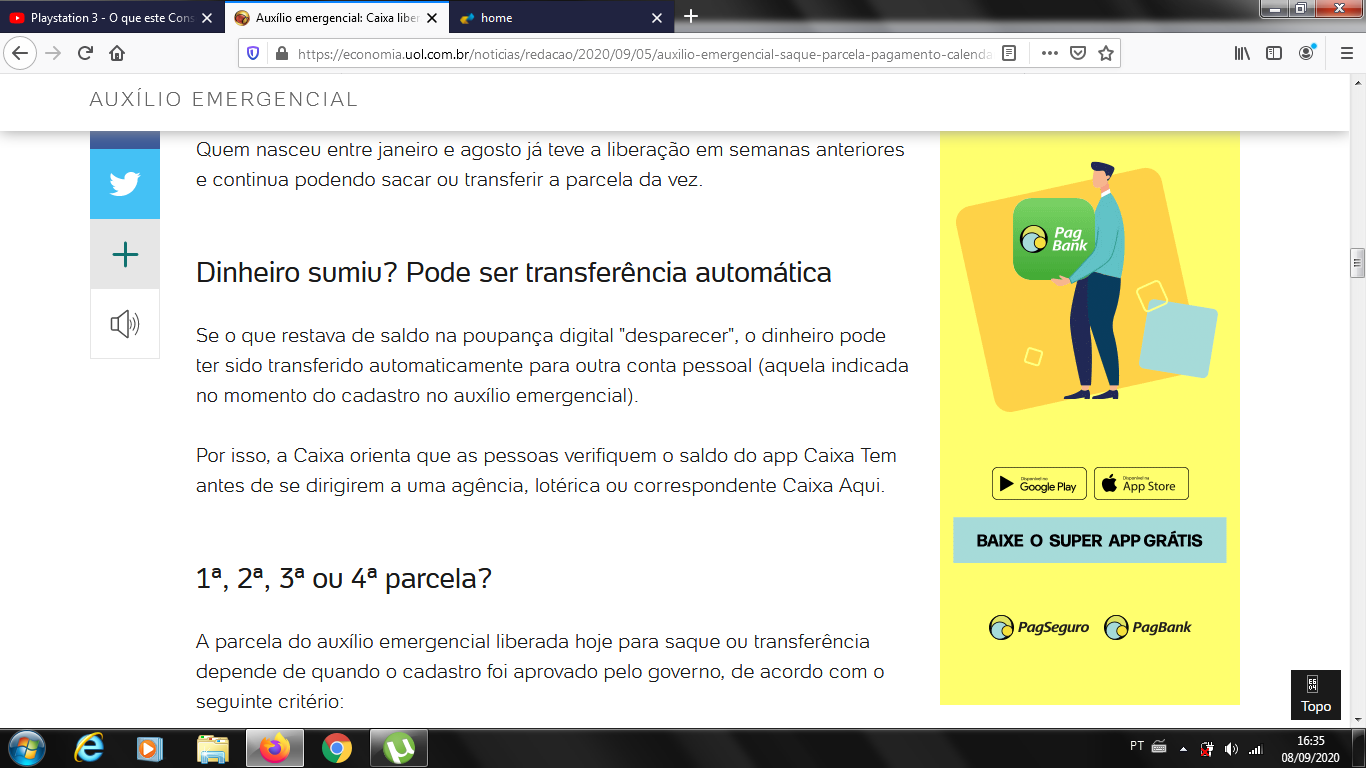 Playstation 3 - O que este Cons
Auxílio emergencial: Caixa liber
home
https://economia.uol.com.br/noticias/redacao/2020/09/05/auxilio-emergencial-saque-parcela-pagamento-calenda
AUXÍLIO EMERGENCIAL
Quem nasceu entre janeiro e agosto já teve a liberação em semanas anteriores
e continua podendo sacar ou transferir a parcela da vez.
Dinheiro sumiu? Pode ser transferência automática
Se o que restava de saldo na poupança digital "desparecer", o dinheiro pode
ter sido transferido automaticamente para outra conta pessoal (aquela indicada
no momento do cadastro no auxílio emergencial).
Por isso, a Caixa orienta que as pessoas verifiquem o saldo do app Caixa Tem
antes de se dirigirem a uma agência, lotérica ou correspondente Caixa Aqui.
1ª, 2ª, 3ª ou 4ª parcela?
A parcela do auxílio emergencial liberada hoje para saque ou transferência
depende de quando o cadastro foi aprovado pelo governo, de acordo com o
seguinte critério:
Pag
Bank
Disponível no
Google Play
Disponível na
App Store
BAIXE O SUPER APP GRÁTIS
PagSeguro
PagBank
Topo
PT
16:35
08/09/2020